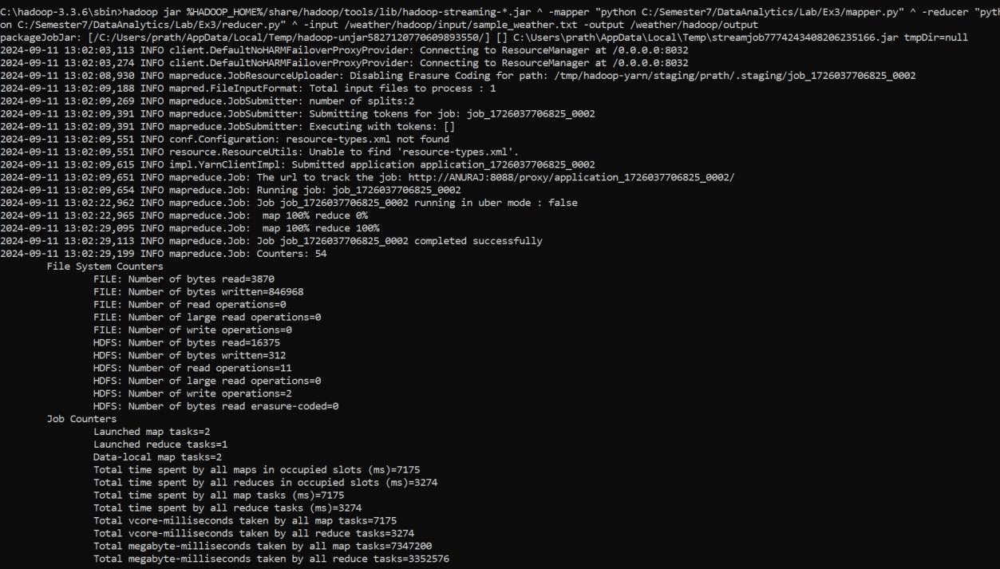 C:\hadoop-3.3.6\sbin>hadoop jar %HADOOP_HOME%/share/hadoop/tools/lib/hadoop-streaming-*.jar ^ -mapper "python C:/Semester7/DataAnalytics/Lab/Ex3/mapper.py" ^ -reducer "pyth
on C:/Semester7/DataAnalytics/Lab/Ex3/reducer.py" ^ -input /weather/hadoop/input/sample_weather.txt -output /weather/hadoop/output
packageJobJar: [/C:/Users/prath/AppData/Local/Temp/hadoop-unjar5827120770609893550/] [] C:\Users\prath\AppData\Local\Temp\streamjob7774243408206235166.jar tmpDir=null
2024-09-11 13:02:03,113 INFO client.DefaultNoHARMFailoverProxyProvider: Connecting to ResourceManager at /0.0.0.0:8032
2024-09-11 13:02:03,274 INFO client.DefaultNoHARMFailoverProxyProvider: Connecting to ResourceManager at /0.0.0.0:8032
2024-09-11 13:02:08,930 INFO mapreduce.JobResourceUploader: Disabling Erasure Coding for path: /tmp/hadoop-yarn/staging/prath/.staging/job_1726037706825_0002
2024-09-11 13:02:09,188 INFO mapred.FileInputFormat: Total input files to process : 1
2024-09-11 13:02:09,269 INFO mapreduce.JobSubmitter: number of splits:2
2024-09-11 13:02:09,391 INFO mapreduce.JobSubmitter: Submitting tokens for job: job_1726037706825_0002
2024-09-11 13:02:09,391 INFO mapreduce.JobSubmitter: Executing with tokens: []
2024-09-11 13:02:09,551 INFO conf.Configuration: resource-types.xml not found
2024-09-11 13:02:09,551 INFO resource.ResourceUtils: Unable to find 'resource-types.xml'.
2024-09-11 13:02:09,615 INFO impl.YarnClientImpl: Submitted application application_1726037706825_0002
2024-09-11 13:02:09,651 INFO mapreduce.Job: The url to track the job: http://ANURAJ:8088/proxy/application_1726037706825_0002/
2024-09-11 13:02:09,654 INFO mapreduce.Job: Running job: job_1726037706825_0002
2024-09-11 13:02:22,962 INFO mapreduce.Job: Job job_1726037706825_0002 running in uber mode : false
2024-09-11 13:02:22,965 INFO mapreduce.Job:  map 100% reduce 0%
2024-09-11 13:02:29,095 INFO mapreduce.Job:  map 100% reduce 100%
2024-09-11 13:02:29,113 INFO mapreduce.Job: Job job_1726037706825_0002 completed successfully
2024-09-11 13:02:29,199 INFO mapreduce.Job: Counters: 54
File System Counters
FILE: Number of bytes read=3870
FILE: Number of bytes written=846968
FILE: Number of read operations=0
FILE: Number of large read operations=0
FILE: Number of write operations=0
HDFS: Number of bytes read=16375
HDFS: Number of bytes written=312
HDFS: Number of read operations=11
HDFS: Number of large read operations=0
HDFS: Number of write operations=2
HDFS: Number of bytes read erasure-coded=0
Job Counters
Launched map tasks=2
Launched reduce tasks=1
Data-local map tasks=2
Total time spent by all maps in occupied slots (ms)=7175
Total time spent by all reduces in occupied slots (ms)=3274
Total time spent by all map tasks (ms)=7175
Total time spent by all reduce tasks (ms)=3274
Total vcore-milliseconds taken by all map tasks=7175
Total vcore-milliseconds taken by all reduce tasks=3274
Total megabyte-milliseconds taken by all map tasks=7347200
Total megabyte-milliseconds taken by all reduce tasks=3352576